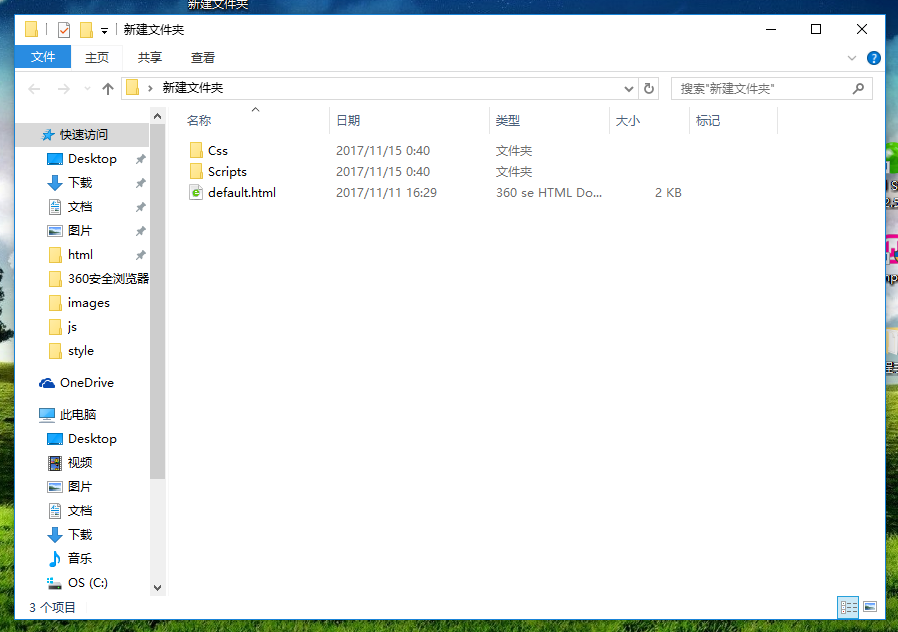 新建文件夹
新建文件夹
文件 主页 共享 查看
新建文件夹 搜索"新建文件夹"
名称 日期 类型 大小 标记
Css 2017/11/15 0:40 文件夹
Scripts 2017/11/15 0:40 文件夹
default.html 2017/11/11 16:29 360 se HTML Do... 2 KB
快速访问
Desktop
下载
文档
图片
html
360安全浏览器
images
js
style
OneDrive
此电脑
Desktop
视频
图片
文档
下载
音乐
OS (C:)
3 个项目